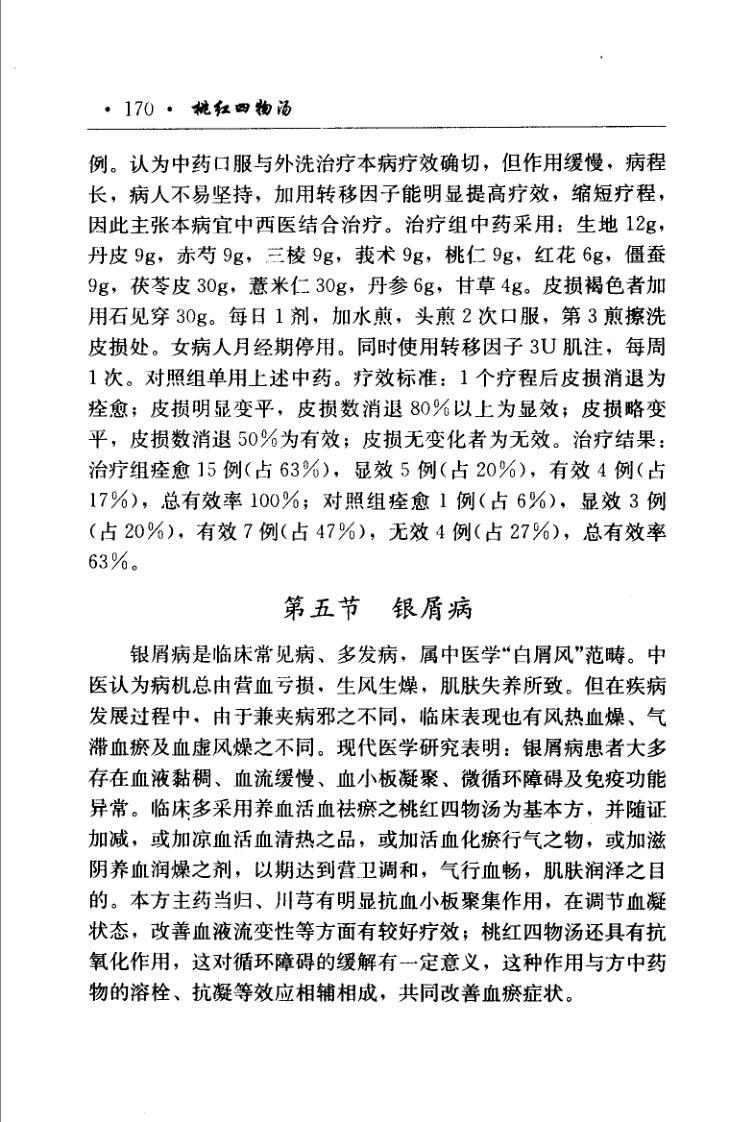 · 170 · 桃红四物汤
例。认为中药口服与外洗治疗本病疗效确切，但作用缓慢，病程
长，病人不易坚持，加用转移因子能明显提高疗效，缩短疗程，
因此主张本病宜中西医结合治疗。治疗组中药采用：生地 12g，
丹皮 9g，赤芍 9g，三棱 9g，莪术 9g，桃仁 9g，红花 6g，僵蚕
9g，茯苓皮 30g，薏米仁 30g，丹参 6g，甘草 4g。皮损褐色者加
用石见穿 30g。每日 1 剂，加水煎，头煎 2 次口服，第 3 煎擦洗
皮损处。女病人月经期停用。同时使用转移因子 3U 肌注，每周
1 次。对照组单用上述中药。疗效标准：1 个疗程后皮损消退为
痊愈；皮损明显变平，皮损数消退 80%以上为显效；皮损略变
平，皮损数消退 50%为有效；皮损无变化者为无效。治疗结果：
治疗组痊愈 15 例(占 63%)，显效 5 例(占 20%)，有效 4 例(占
17%)，总有效率 100%；对照组痊愈 1 例(占 6%)，显效 3 例
(占 20%)，有效 7 例(占 47%)，无效 4 例(占 27%)，总有效率
63%。
第五节 银屑病
银屑病是临床常见病、多发病，属中医学“白屑风”范畴。中
医认为病机总由营血亏损，生风生燥，肌肤失养所致。但在疾病
发展过程中，由于兼夹病邪之不同，临床表现也有风热血燥、气
滞血瘀及血虚风燥之不同。现代医学研究表明：银屑病患者大多
存在血液黏稠、血流缓慢、血小板凝聚、微循环障碍及免疫功能
异常。临床多采用养血活血祛瘀之桃红四物汤为基本方，并随证
加减，或加凉血活血清热之品，或加活血化瘀行气之物，或加滋
阴养血润燥之剂，以期达到营卫调和，气行血畅，肌肤润泽之目
的。本方主药当归、川芎有明显抗血小板聚集作用，在调节血凝
状态，改善血液流变性等方面有较好疗效；桃红四物汤还具有抗
氧化作用，这对循环障碍的缓解有一定意义，这种作用与方中药
物的溶栓、抗凝等效应相辅相成，共同改善血瘀症状。